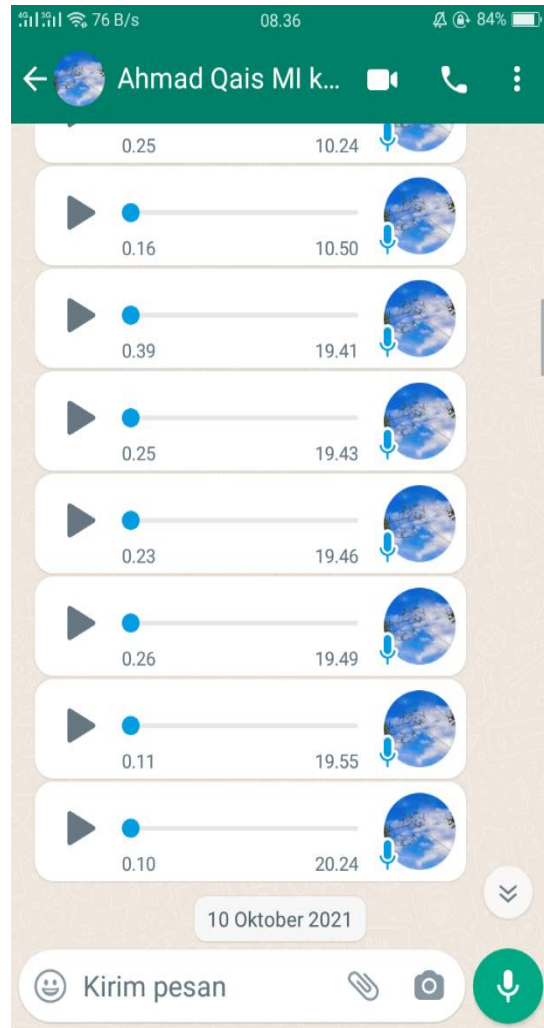 4G 3G 76 B/s 08.36 84%
Ahmad Qais MI k...
0.25 10.24
0.16 10.50
0.39 19.41
0.25 19.43
0.23 19.46
0.26 19.49
0.11 19.55
0.10 20.24
10 Oktober 2021
Kirim pesan